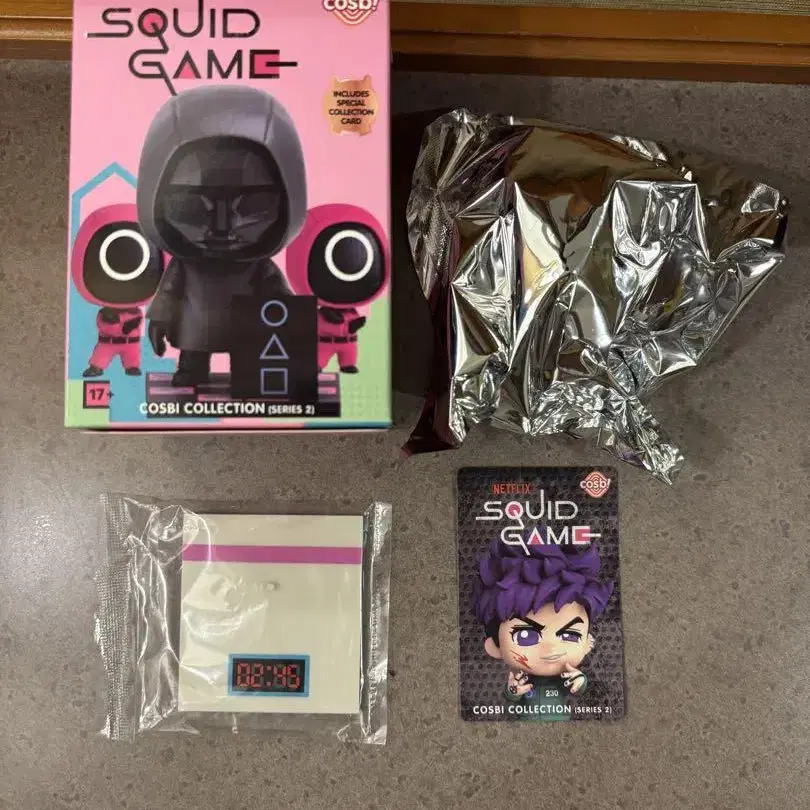 cosbi
SQUID
GAME
INCLUDES
SPECIAL
COLLECTION
CARD
17+
COSBI COLLECTION (SERIES 2)
02:45
NETFLIX
cosbi
SQUID
GAME
230
COSBI COLLECTION (SERIES 2)